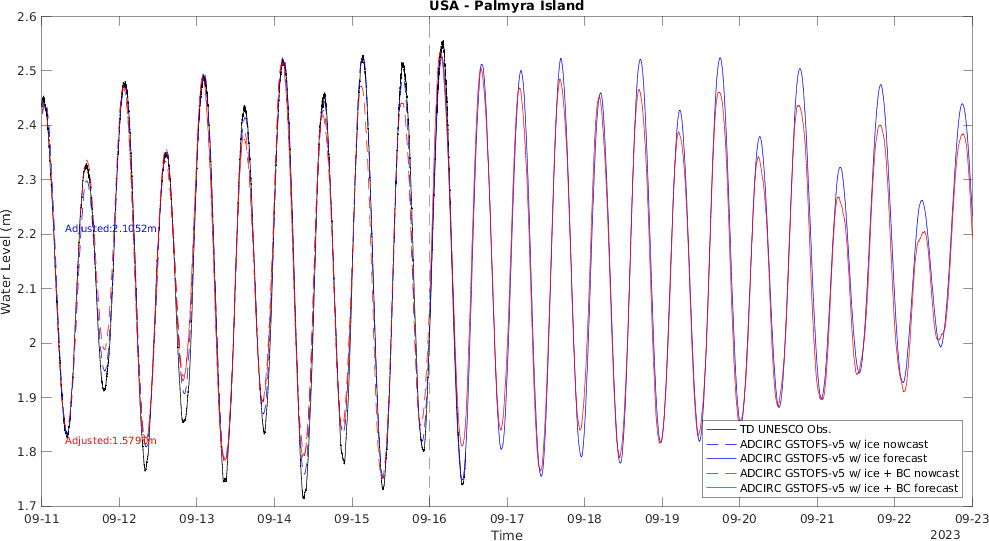 USA - Palmyra Island
2.6
2.5
2.4
2.3
2.2
2.1
2
1.9
1.8
1.7
Water Level (m)
Adjusted:2.1052m
TD UNESCO Obs.
ADCIRC GSTOFS-v5 w/ ice nowcast
ADCIRC GSTOFS-v5 w/ ice forecast
ADCIRC GSTOFS-v5 w/ ice + BC nowcast
ADCIRC GSTOFS-v5 w/ ice + BC forecast
09-11 09-12 09-13 09-14 09-15 09-16 09-17 09-18 09-19 09-20 09-21 09-22 09-23
Time
2023